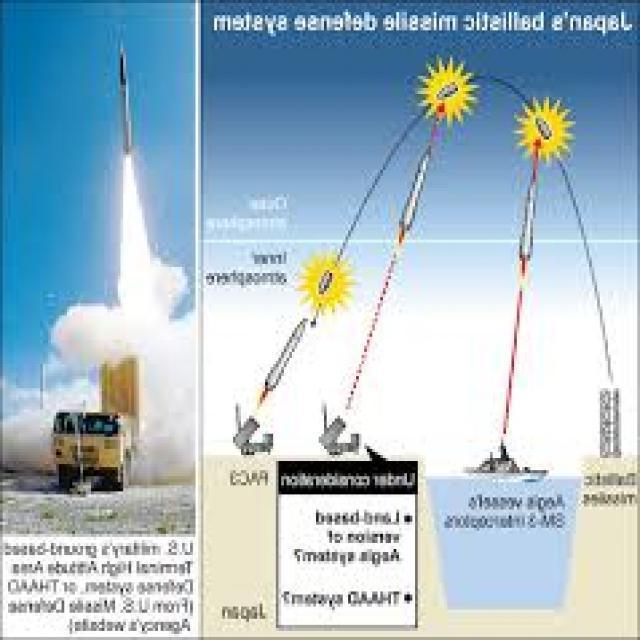 Japan's ballistic missile defense system
Outer
atmosphere
Inner
atmosphere
PAC3
Under consideration
• Land-based
version of
Aegis system?
• THAAD system?
Japan
Aegis vessel's
SM-3 interceptors
Ballistic
missiles
U.S. military's ground-based
Terminal High Altitude Area
Defense system, or THAAD
(From U.S. Missile Defense
Agency's website)